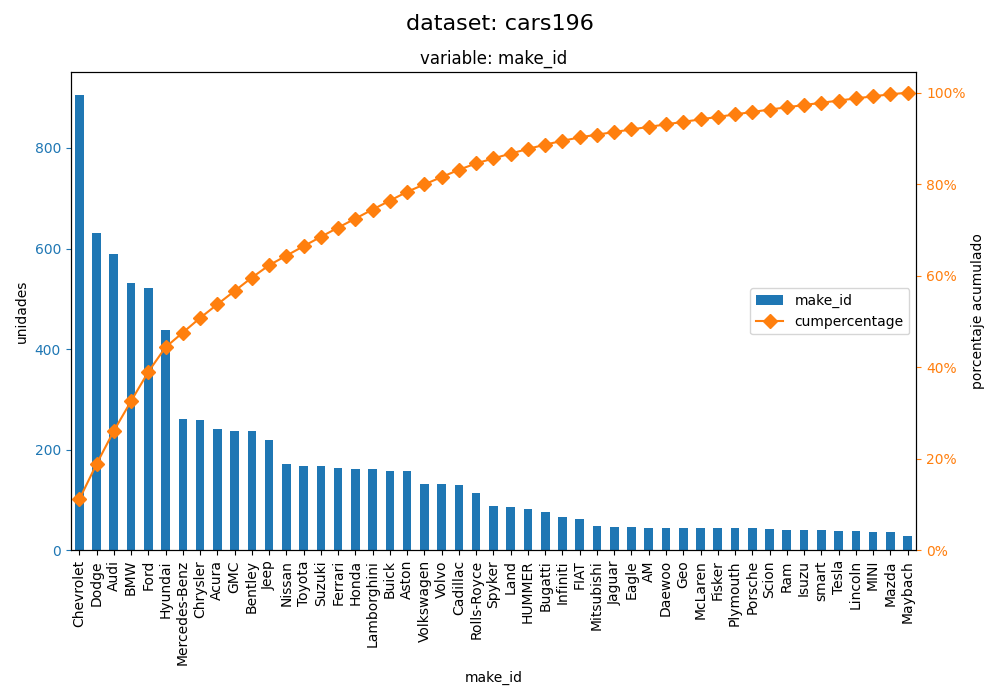 dataset: cars196
variable: make_id
800
600
400
200
0
unidades
100%
80%
60%
40%
20%
0%
porcentaje acumulado
make_id
cumpercentage
Chevrolet
Dodge
Audi
BMW
Ford
Hyundai
Mercedes-Benz
Chrysler
Acura
GMC
Bentley
Jeep
Nissan
Toyota
Suzuki
Ferrari
Honda
Lamborghini
Buick
Aston
Volkswagen
Volvo
Cadillac
Rolls-Royce
Spyker
Land
HUMMER
Bugatti
Infiniti
FIAT
Mitsubishi
Jaguar
Eagle
AM
Daewoo
Geo
McLaren
Fisker
Plymouth
Porsche
Scion
Ram
Isuzu
smart
Tesla
Lincoln
MINI
Mazda
Maybach
make_id